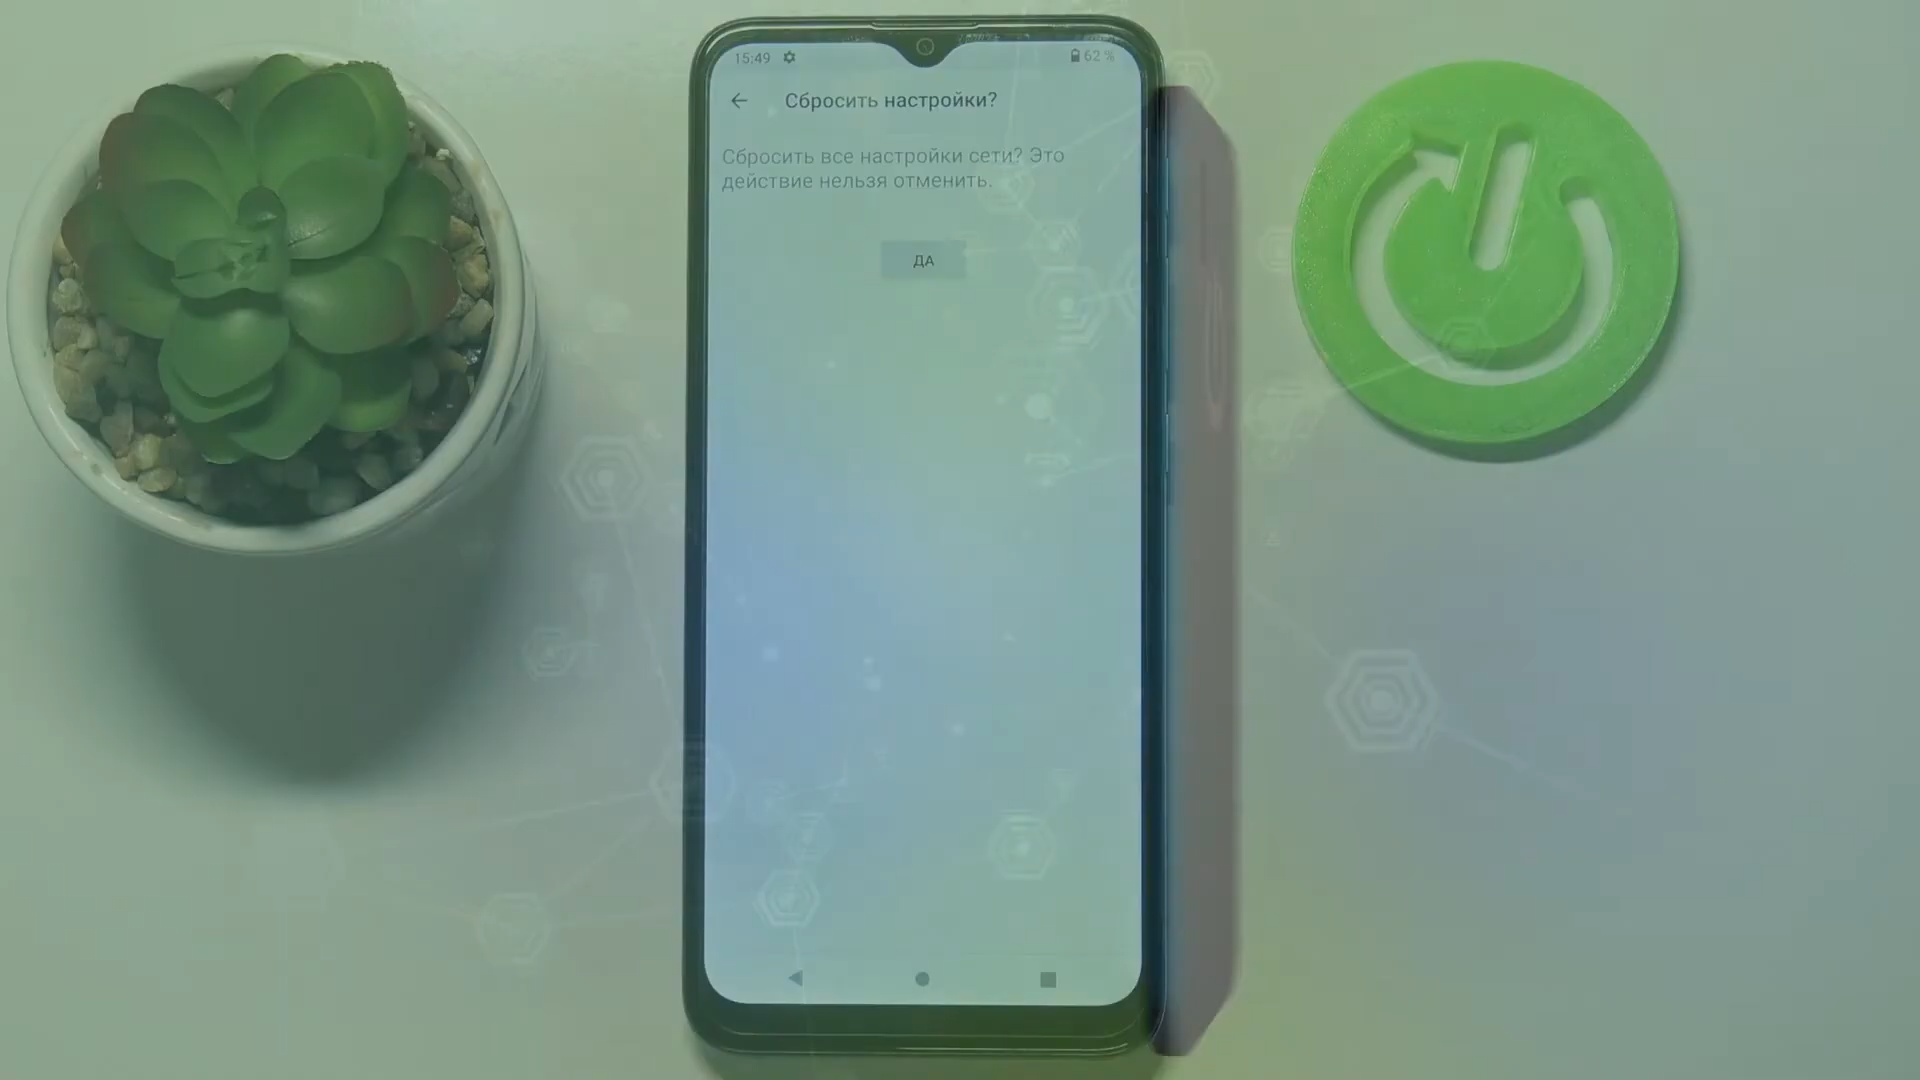 15:49
62 %
Сбросить настройки?
Сбросить все настройки сети? Это
действие нельзя отменить.
ДА